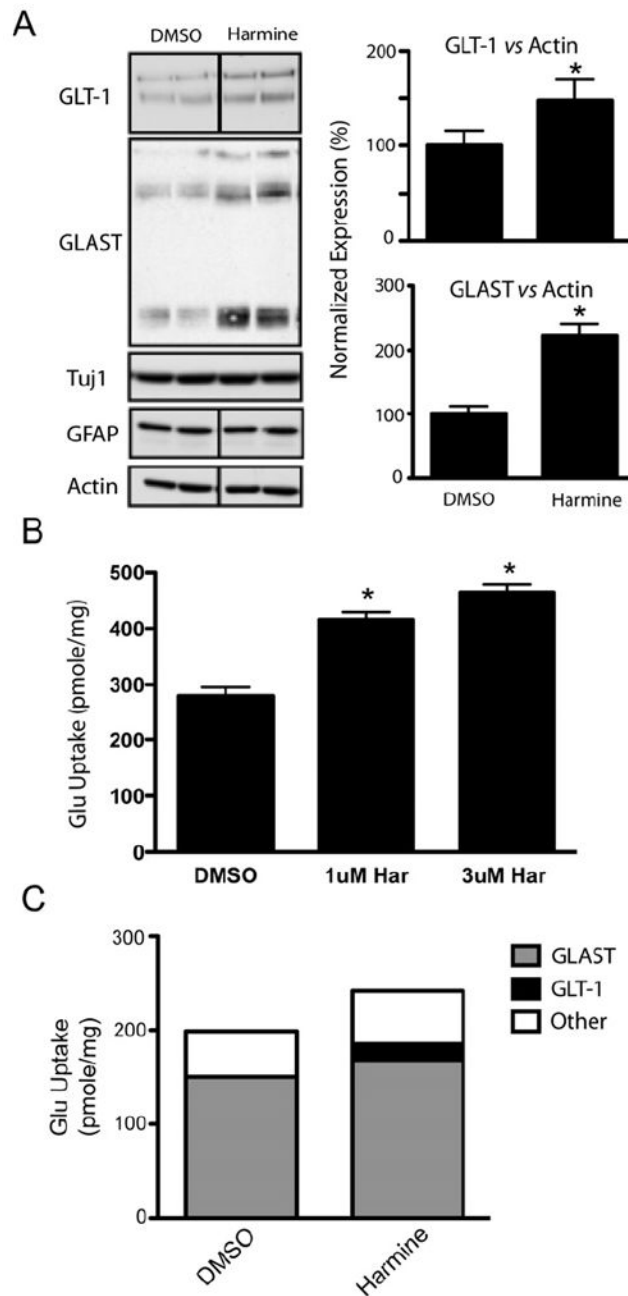 A
DMSO Harmine
GLT-1
GLAST
Tuj1
GFAP
Actin
Normalized Expression (%)
GLT-1 vs Actin
200
150
100
50
0
*
GLAST vs Actin
300
200
100
0
*
DMSO Harmine
B
Glu Uptake (pmole/mg)
500
400
300
200
100
0
* *
DMSO 1uM Har 3uM Har
C
Glu Uptake
(pmole/mg)
300
200
100
0
DMSO Harmine
GLAST
GLT-1
Other